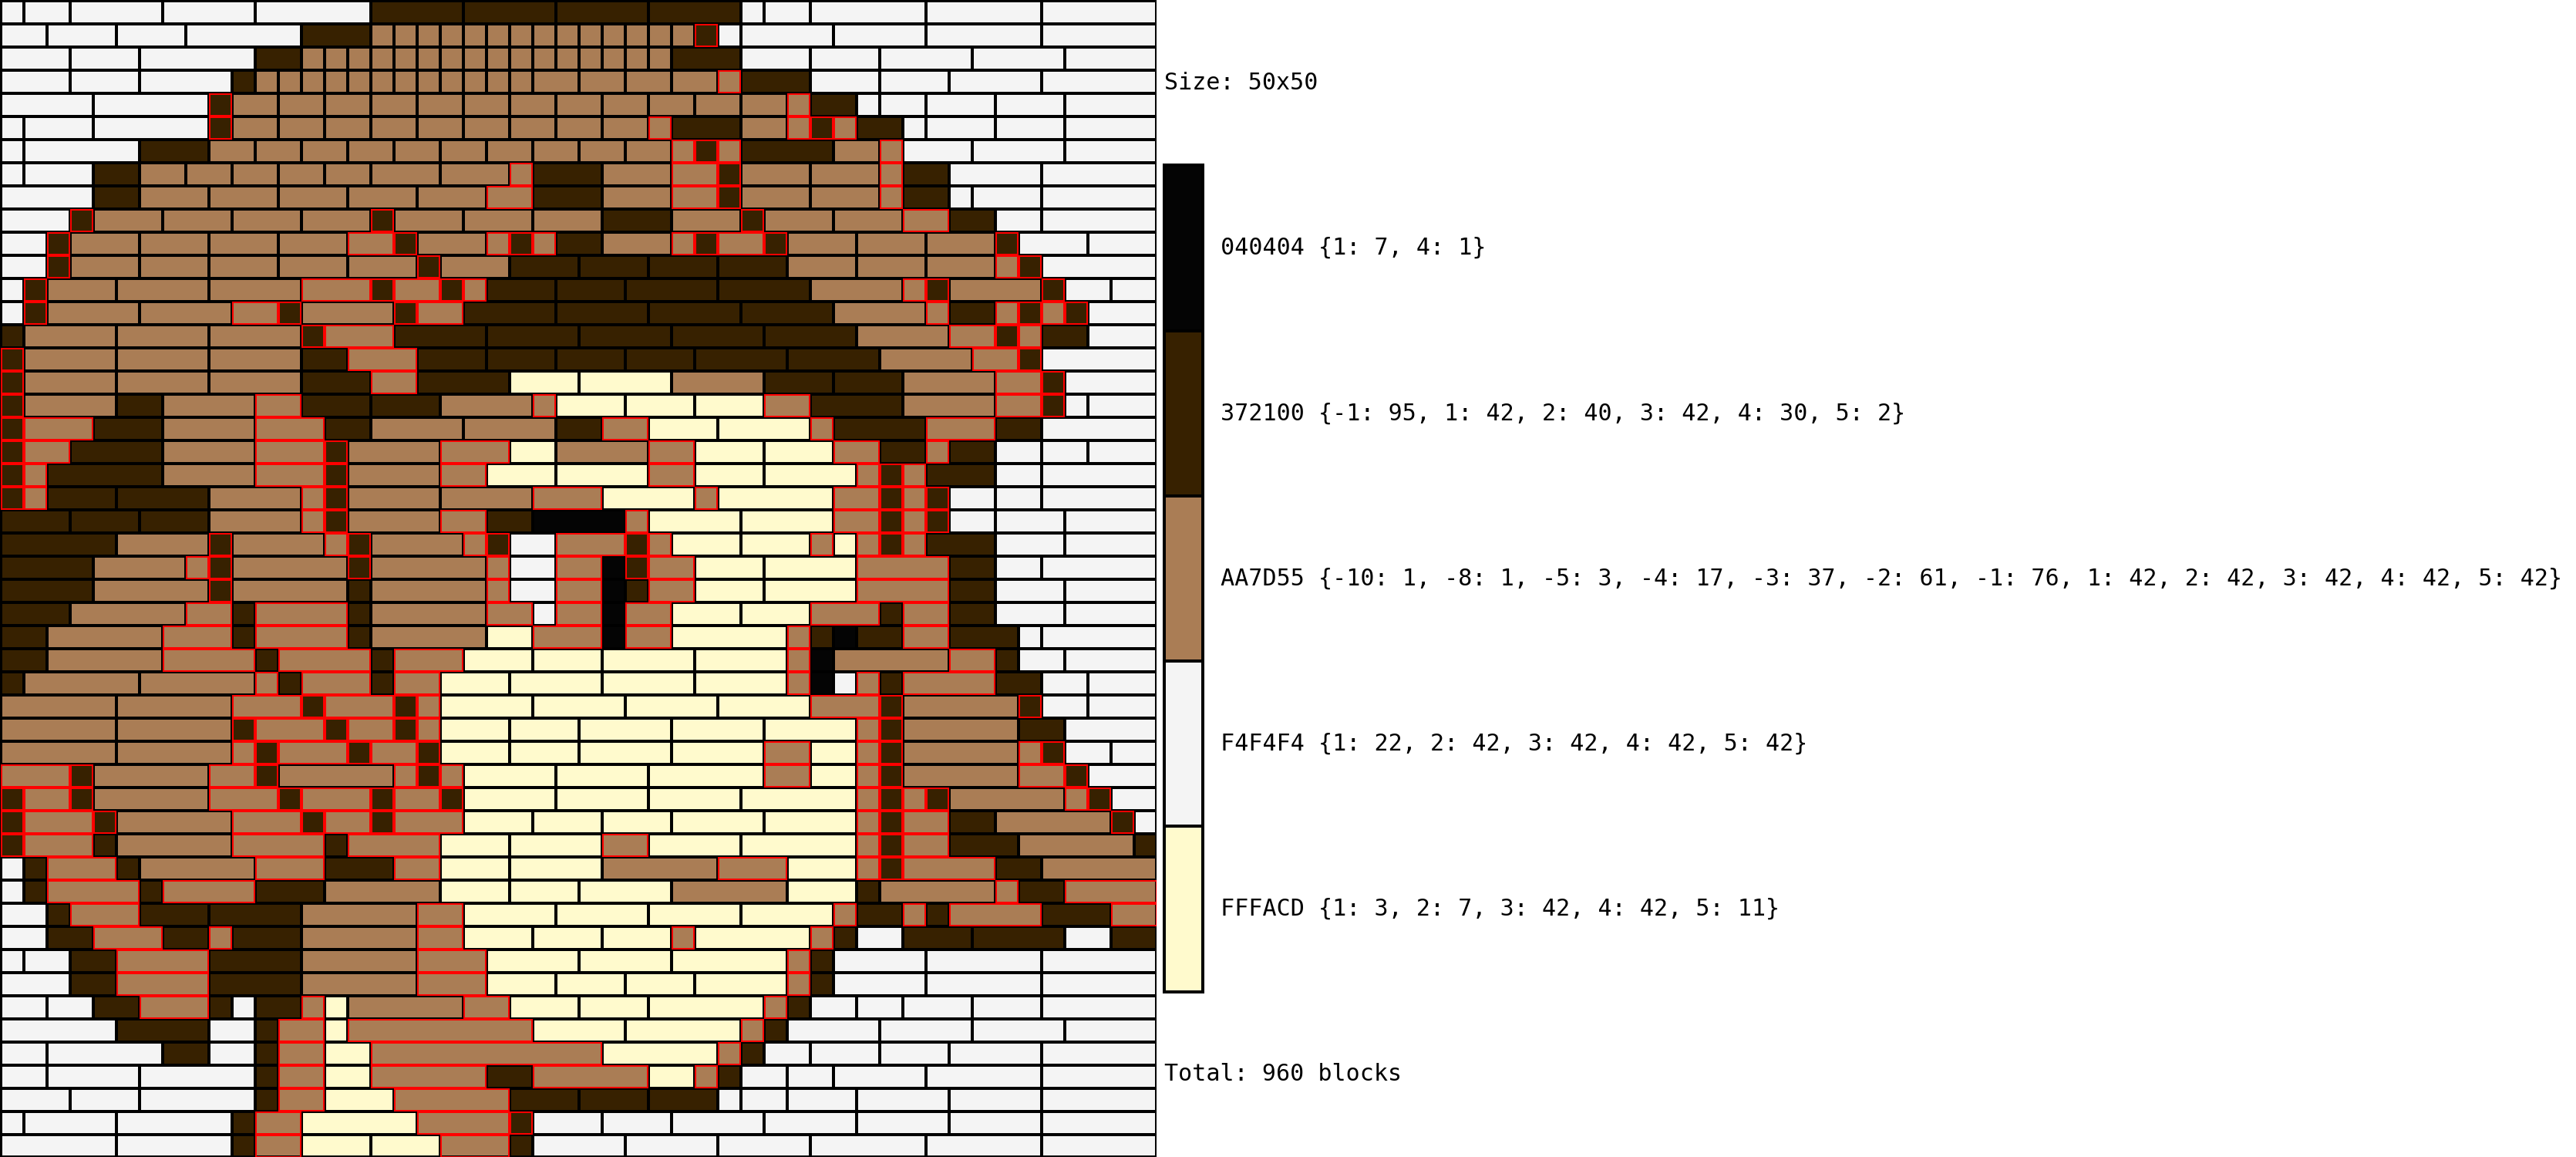 Size: 50x50
040404 {1: 7, 4: 1}
372100 {-1: 95, 1: 42, 2: 40, 3: 42, 4: 30, 5: 2}
AA7D55 {-10: 1, -8: 1, -5: 3, -4: 17, -3: 37, -2: 61, -1: 76, 1: 42, 2: 42, 3: 42, 4: 42, 5: 42}
F4F4F4 {1: 22, 2: 42, 3: 42, 4: 42, 5: 42}
FFFACD {1: 3, 2: 7, 3: 42, 4: 42, 5: 11}
Total: 960 blocks